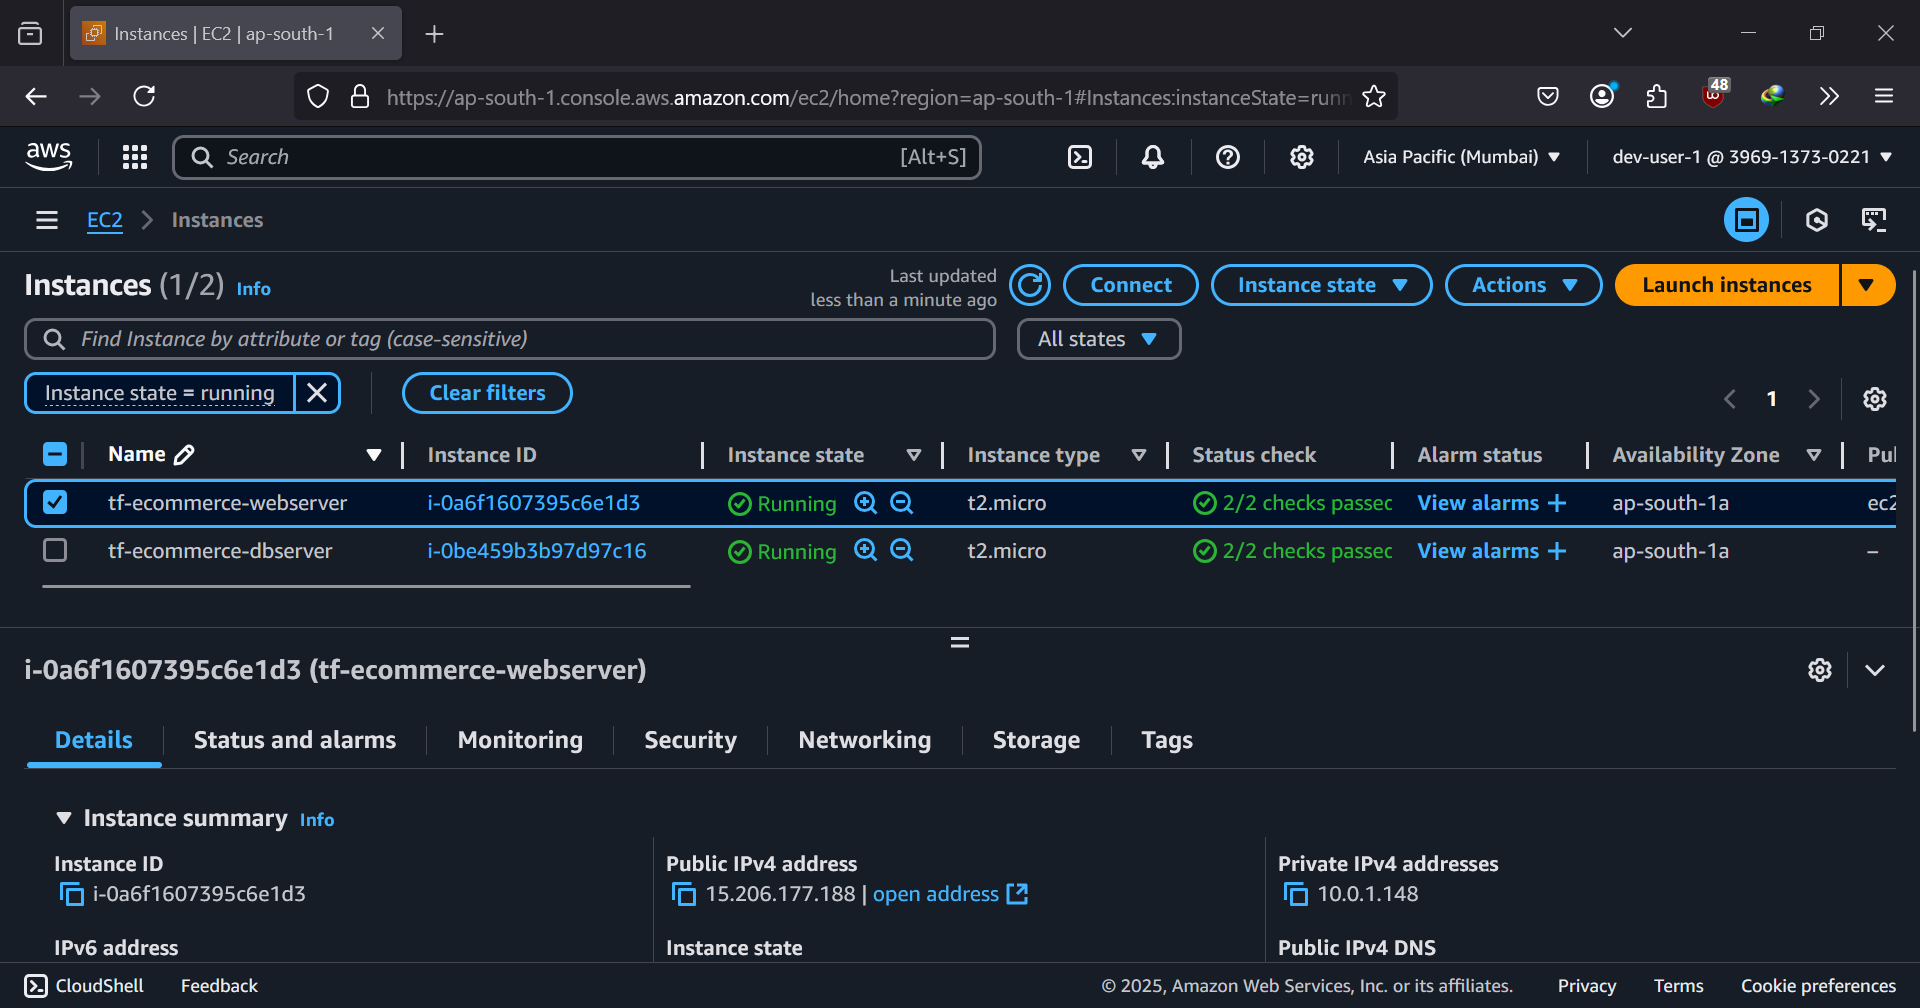 Instances | EC2 | ap-south-1
https://ap-south-1.console.aws.amazon.com/ec2/home?region=ap-south-1#Instances:instanceState=runn
48
aws
Search [Alt+S]
Asia Pacific (Mumbai)
dev-user-1 @ 3969-1373-0221
EC2 > Instances
Instances (1/2) Info
Last updated
less than a minute ago
Connect
Instance state
Actions
Launch instances
Find Instance by attribute or tag (case-sensitive)
All states
Instance state = running
Clear filters
1
Name Instance ID Instance state Instance type Status check Alarm status Availability Zone Pul
tf-ecommerce-webserver i-0a6f1607395c6e1d3 Running t2.micro 2/2 checks passec View alarms + ap-south-1a ec2
tf-ecommerce-dbserver i-0be459b3b97d97c16 Running t2.micro 2/2 checks passec View alarms + ap-south-1a –
i-0a6f1607395c6e1d3 (tf-ecommerce-webserver)
Details Status and alarms Monitoring Security Networking Storage Tags
Instance summary Info
Instance ID
i-0a6f1607395c6e1d3
Public IPv4 address
15.206.177.188 | open address
Private IPv4 addresses
10.0.1.148
IPv6 address
Instance state
Public IPv4 DNS
CloudShell Feedback © 2025, Amazon Web Services, Inc. or its affiliates. Privacy Terms Cookie preferences